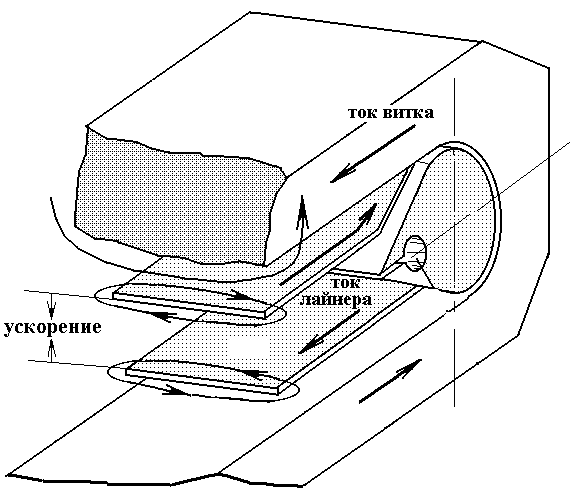 ток витка
ток
лайнера
ускорение